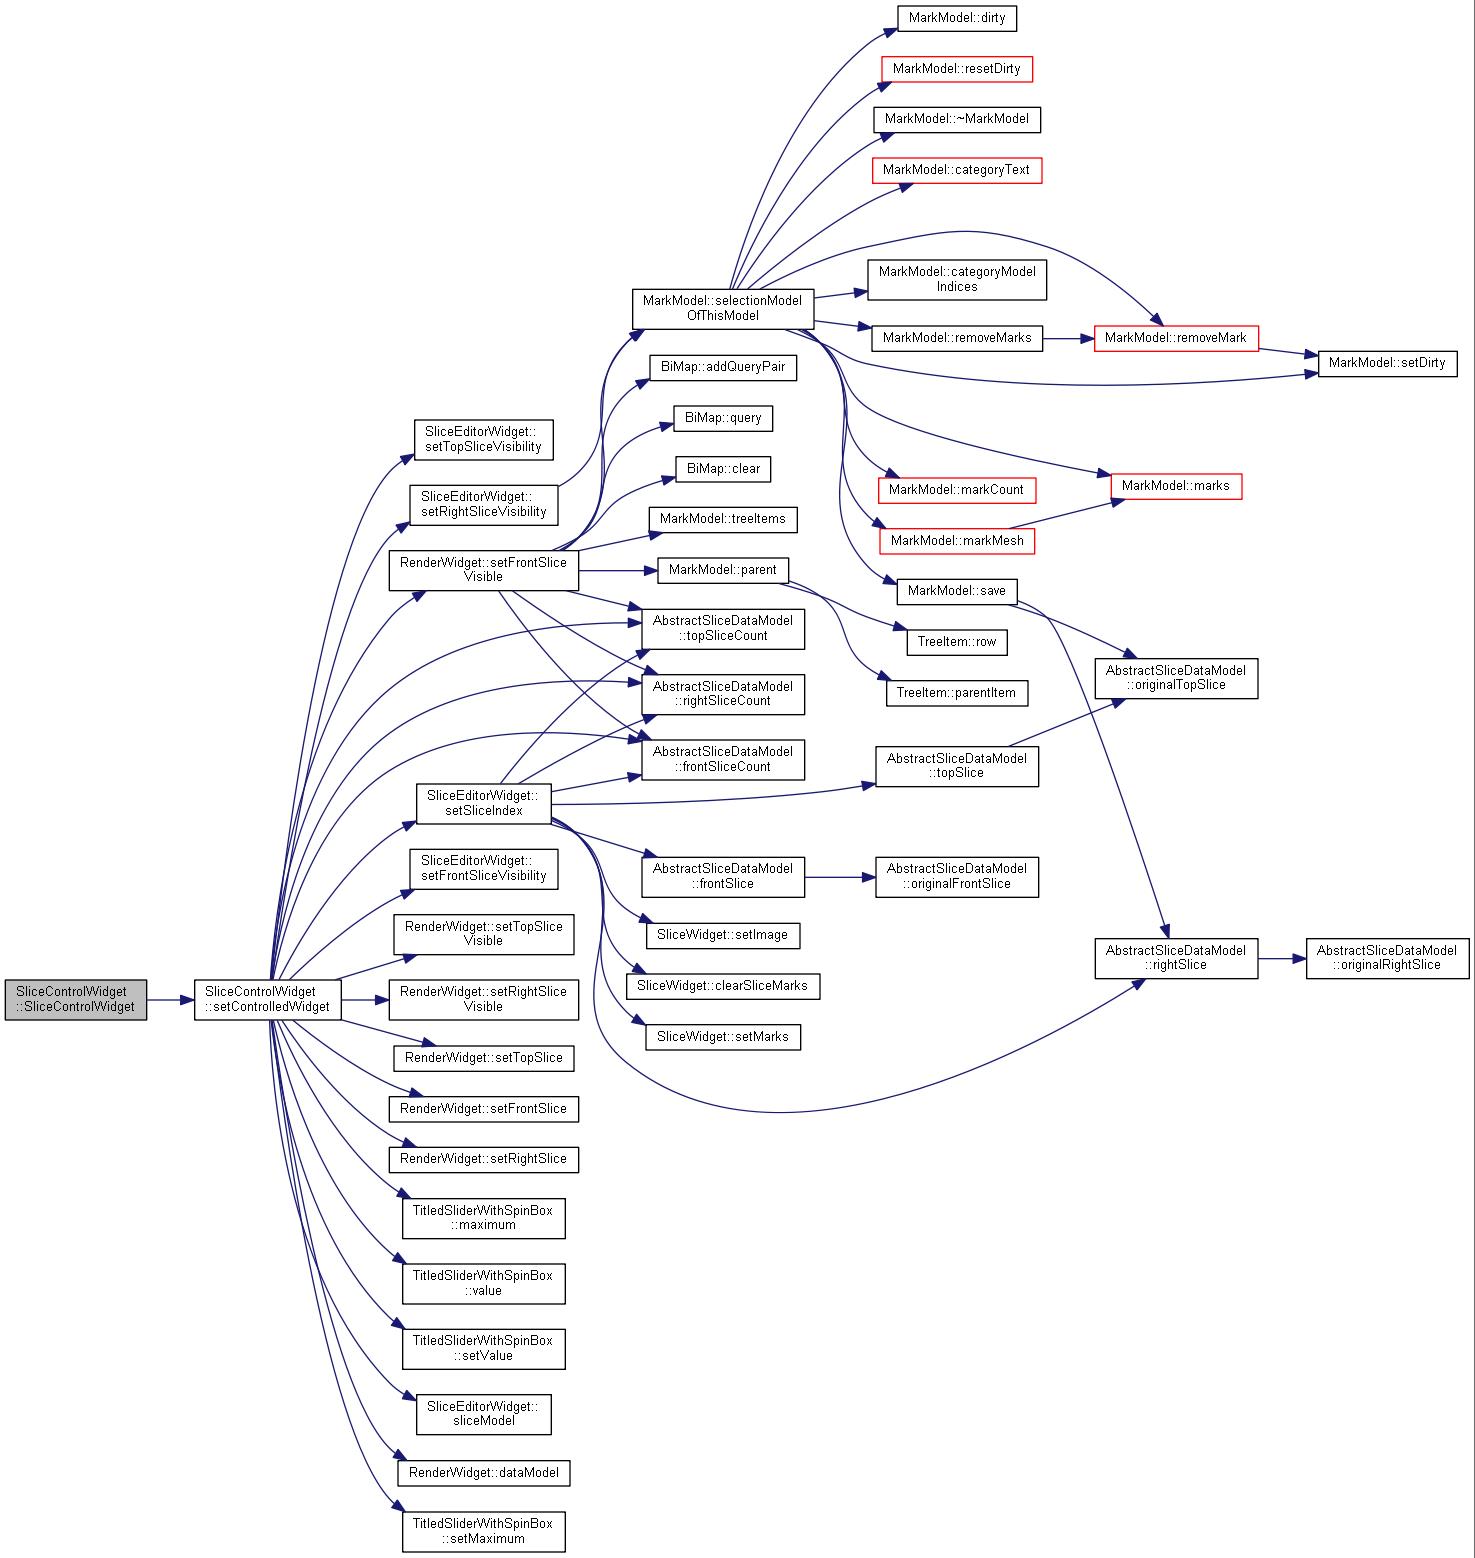 MarkModel::dirty
MarkModel::resetDirty
MarkModel::~MarkModel
MarkModel::categoryText
MarkModel::categoryModel
Indices
MarkModel::selectionModel
OfThisModel
MarkModel::removeMarks
MarkModel::removeMark
MarkModel::setDirty
BiMap::addQueryPair
BiMap::query
SliceEditorWidget::
setTopSliceVisibility
BiMap::clear
MarkModel::markCount
MarkModel::marks
SliceEditorWidget::
setRightSliceVisibility
MarkModel::treeItems
MarkModel::markMesh
RenderWidget::setFrontSlice
Visible
MarkModel::parent
MarkModel::save
AbstractSliceDataModel
::topSliceCount
TreeItem::row
AbstractSliceDataModel
::originalTopSlice
AbstractSliceDataModel
::rightSliceCount
TreeItem::parentItem
AbstractSliceDataModel
::frontSliceCount
AbstractSliceDataModel
::topSlice
SliceEditorWidget::
setSliceIndex
SliceEditorWidget::
setFrontSliceVisibility
AbstractSliceDataModel
::frontSlice
AbstractSliceDataModel
::originalFrontSlice
RenderWidget::setTopSlice
Visible
SliceWidget::setImage
AbstractSliceDataModel
::rightSlice
AbstractSliceDataModel
::originalRightSlice
SliceControlWidget
::SliceControlWidget
SliceControlWidget
::setControlledWidget
RenderWidget::setRightSlice
Visible
SliceWidget::clearSliceMarks
SliceWidget::setMarks
RenderWidget::setTopSlice
RenderWidget::setFrontSlice
RenderWidget::setRightSlice
TitledSliderWithSpinBox
::maximum
TitledSliderWithSpinBox
::value
TitledSliderWithSpinBox
::setValue
SliceEditorWidget::
sliceModel
RenderWidget::dataModel
TitledSliderWithSpinBox
::setMaximum